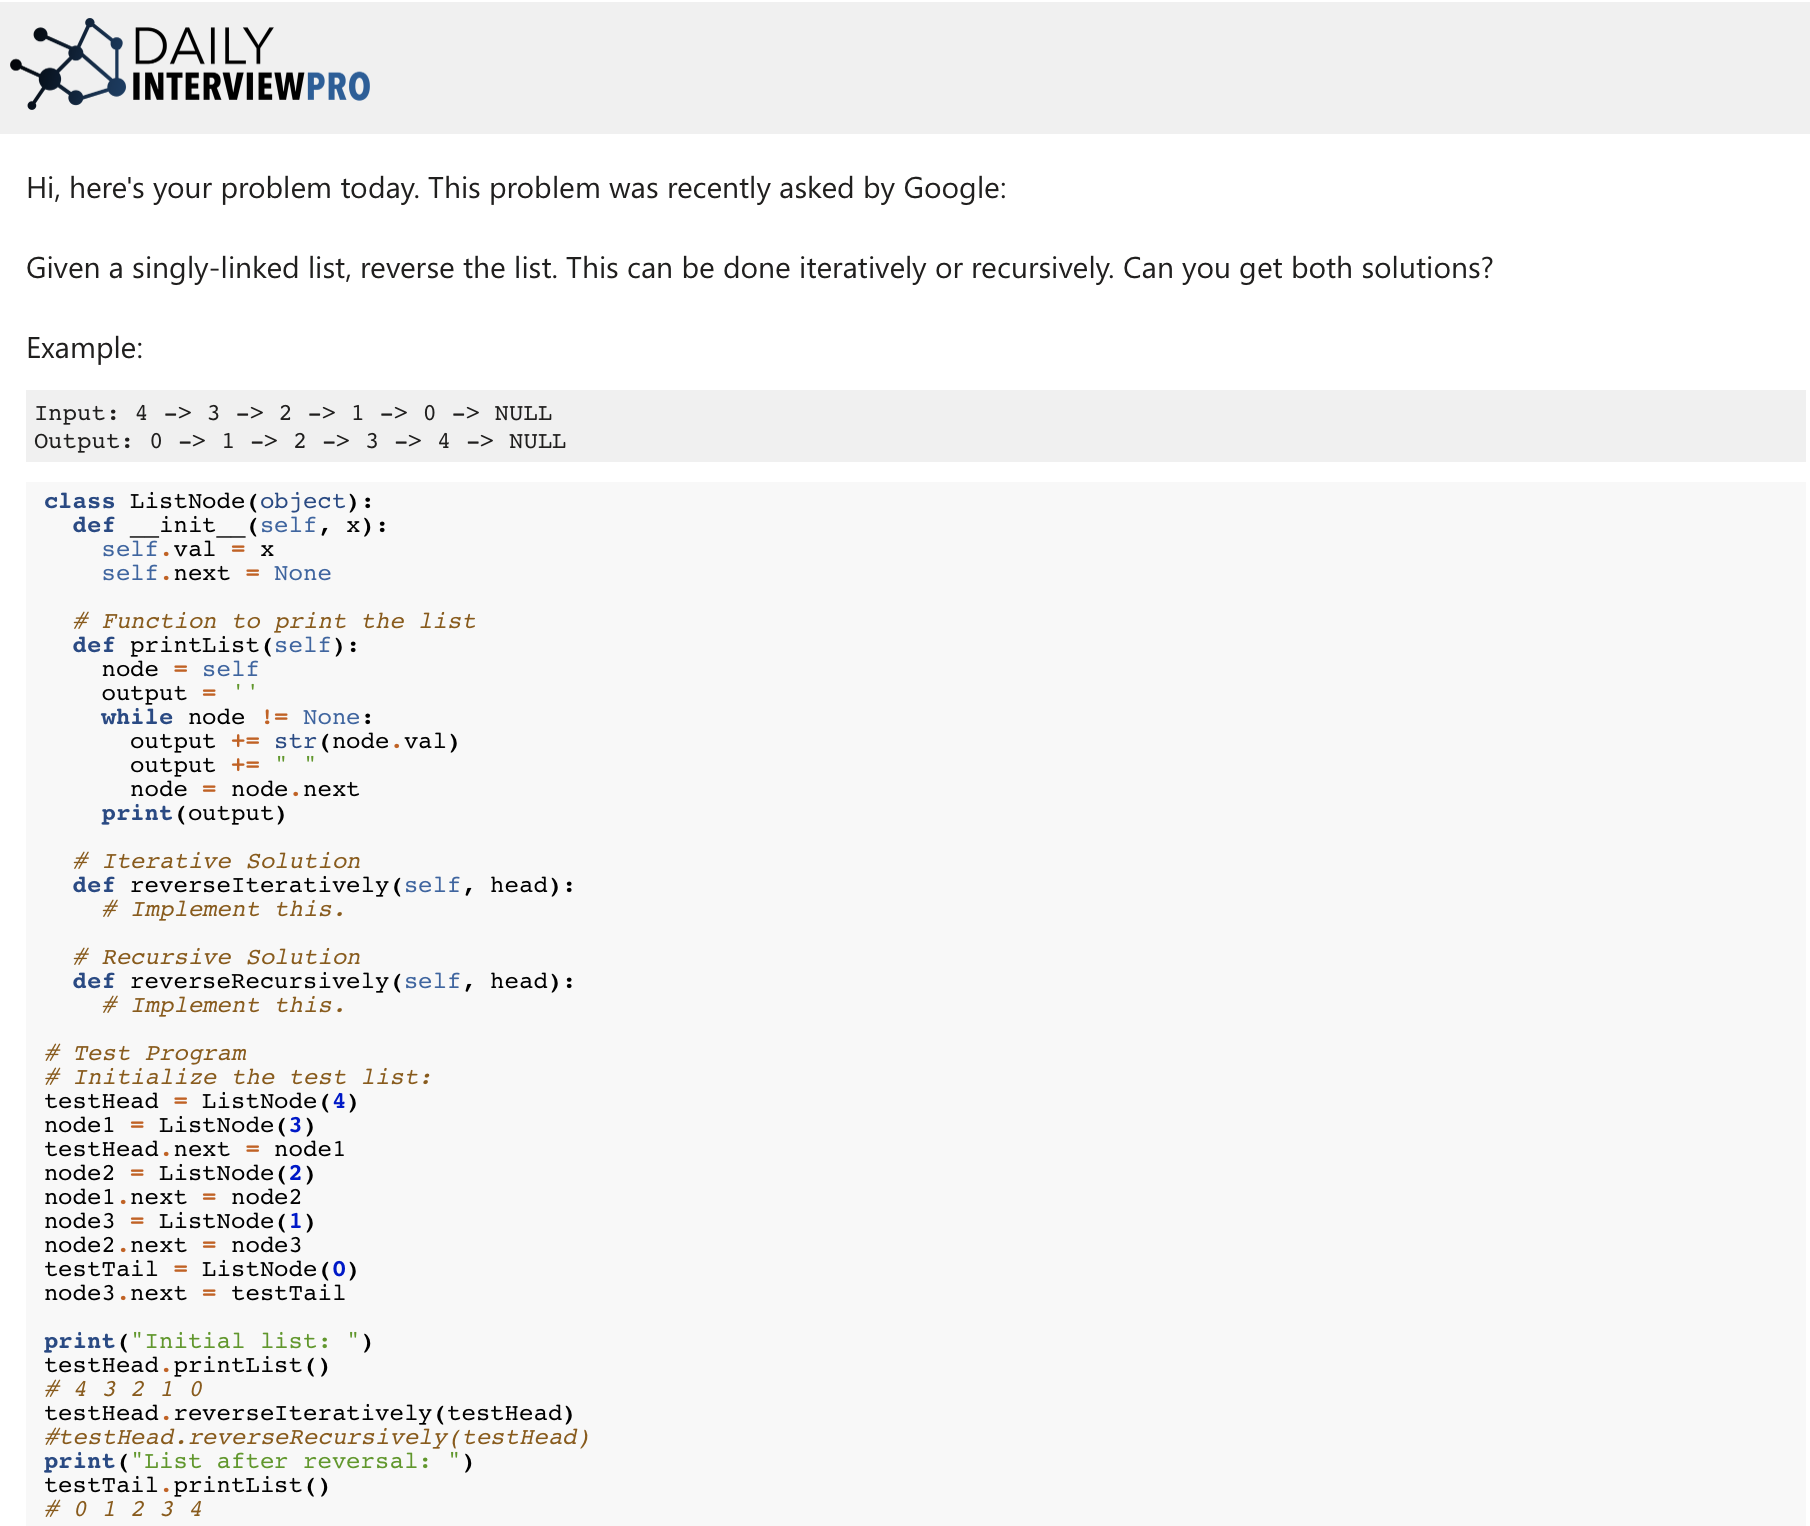 DAILY
INTERVIEWPRO
Hi, here's your problem today. This problem was recently asked by Google:
Given a singly-linked list, reverse the list. This can be done iteratively or recursively. Can you get both solutions?
Example:
Input: 4 -> 3 -> 2 -> 1 -> 0 -> NULL
Output: 0 -> 1 -> 2 -> 3 -> 4 -> NULL
class ListNode(object):
  def __init__(self, x):
    self.val = x
    self.next = None
  # Function to print the list
  def printList(self):
    node = self
    output = ''
    while node != None:
      output += str(node.val)
      output += " "
      node = node.next
    print(output)
  # Iterative Solution
  def reverseIteratively(self, head):
    # Implement this.
  # Recursive Solution
  def reverseRecursively(self, head):
    # Implement this.
# Test Program
# Initialize the test list:
testHead = ListNode(4)
node1 = ListNode(3)
testHead.next = node1
node2 = ListNode(2)
node1.next = node2
node3 = ListNode(1)
node2.next = node3
testTail = ListNode(0)
node3.next = testTail
print("Initial list: ")
testHead.printList()
# 4 3 2 1 0
testHead.reverseIteratively(testHead)
#testHead.reverseRecursively(testHead)
print("List after reversal: ")
testTail.printList()
# 0 1 2 3 4